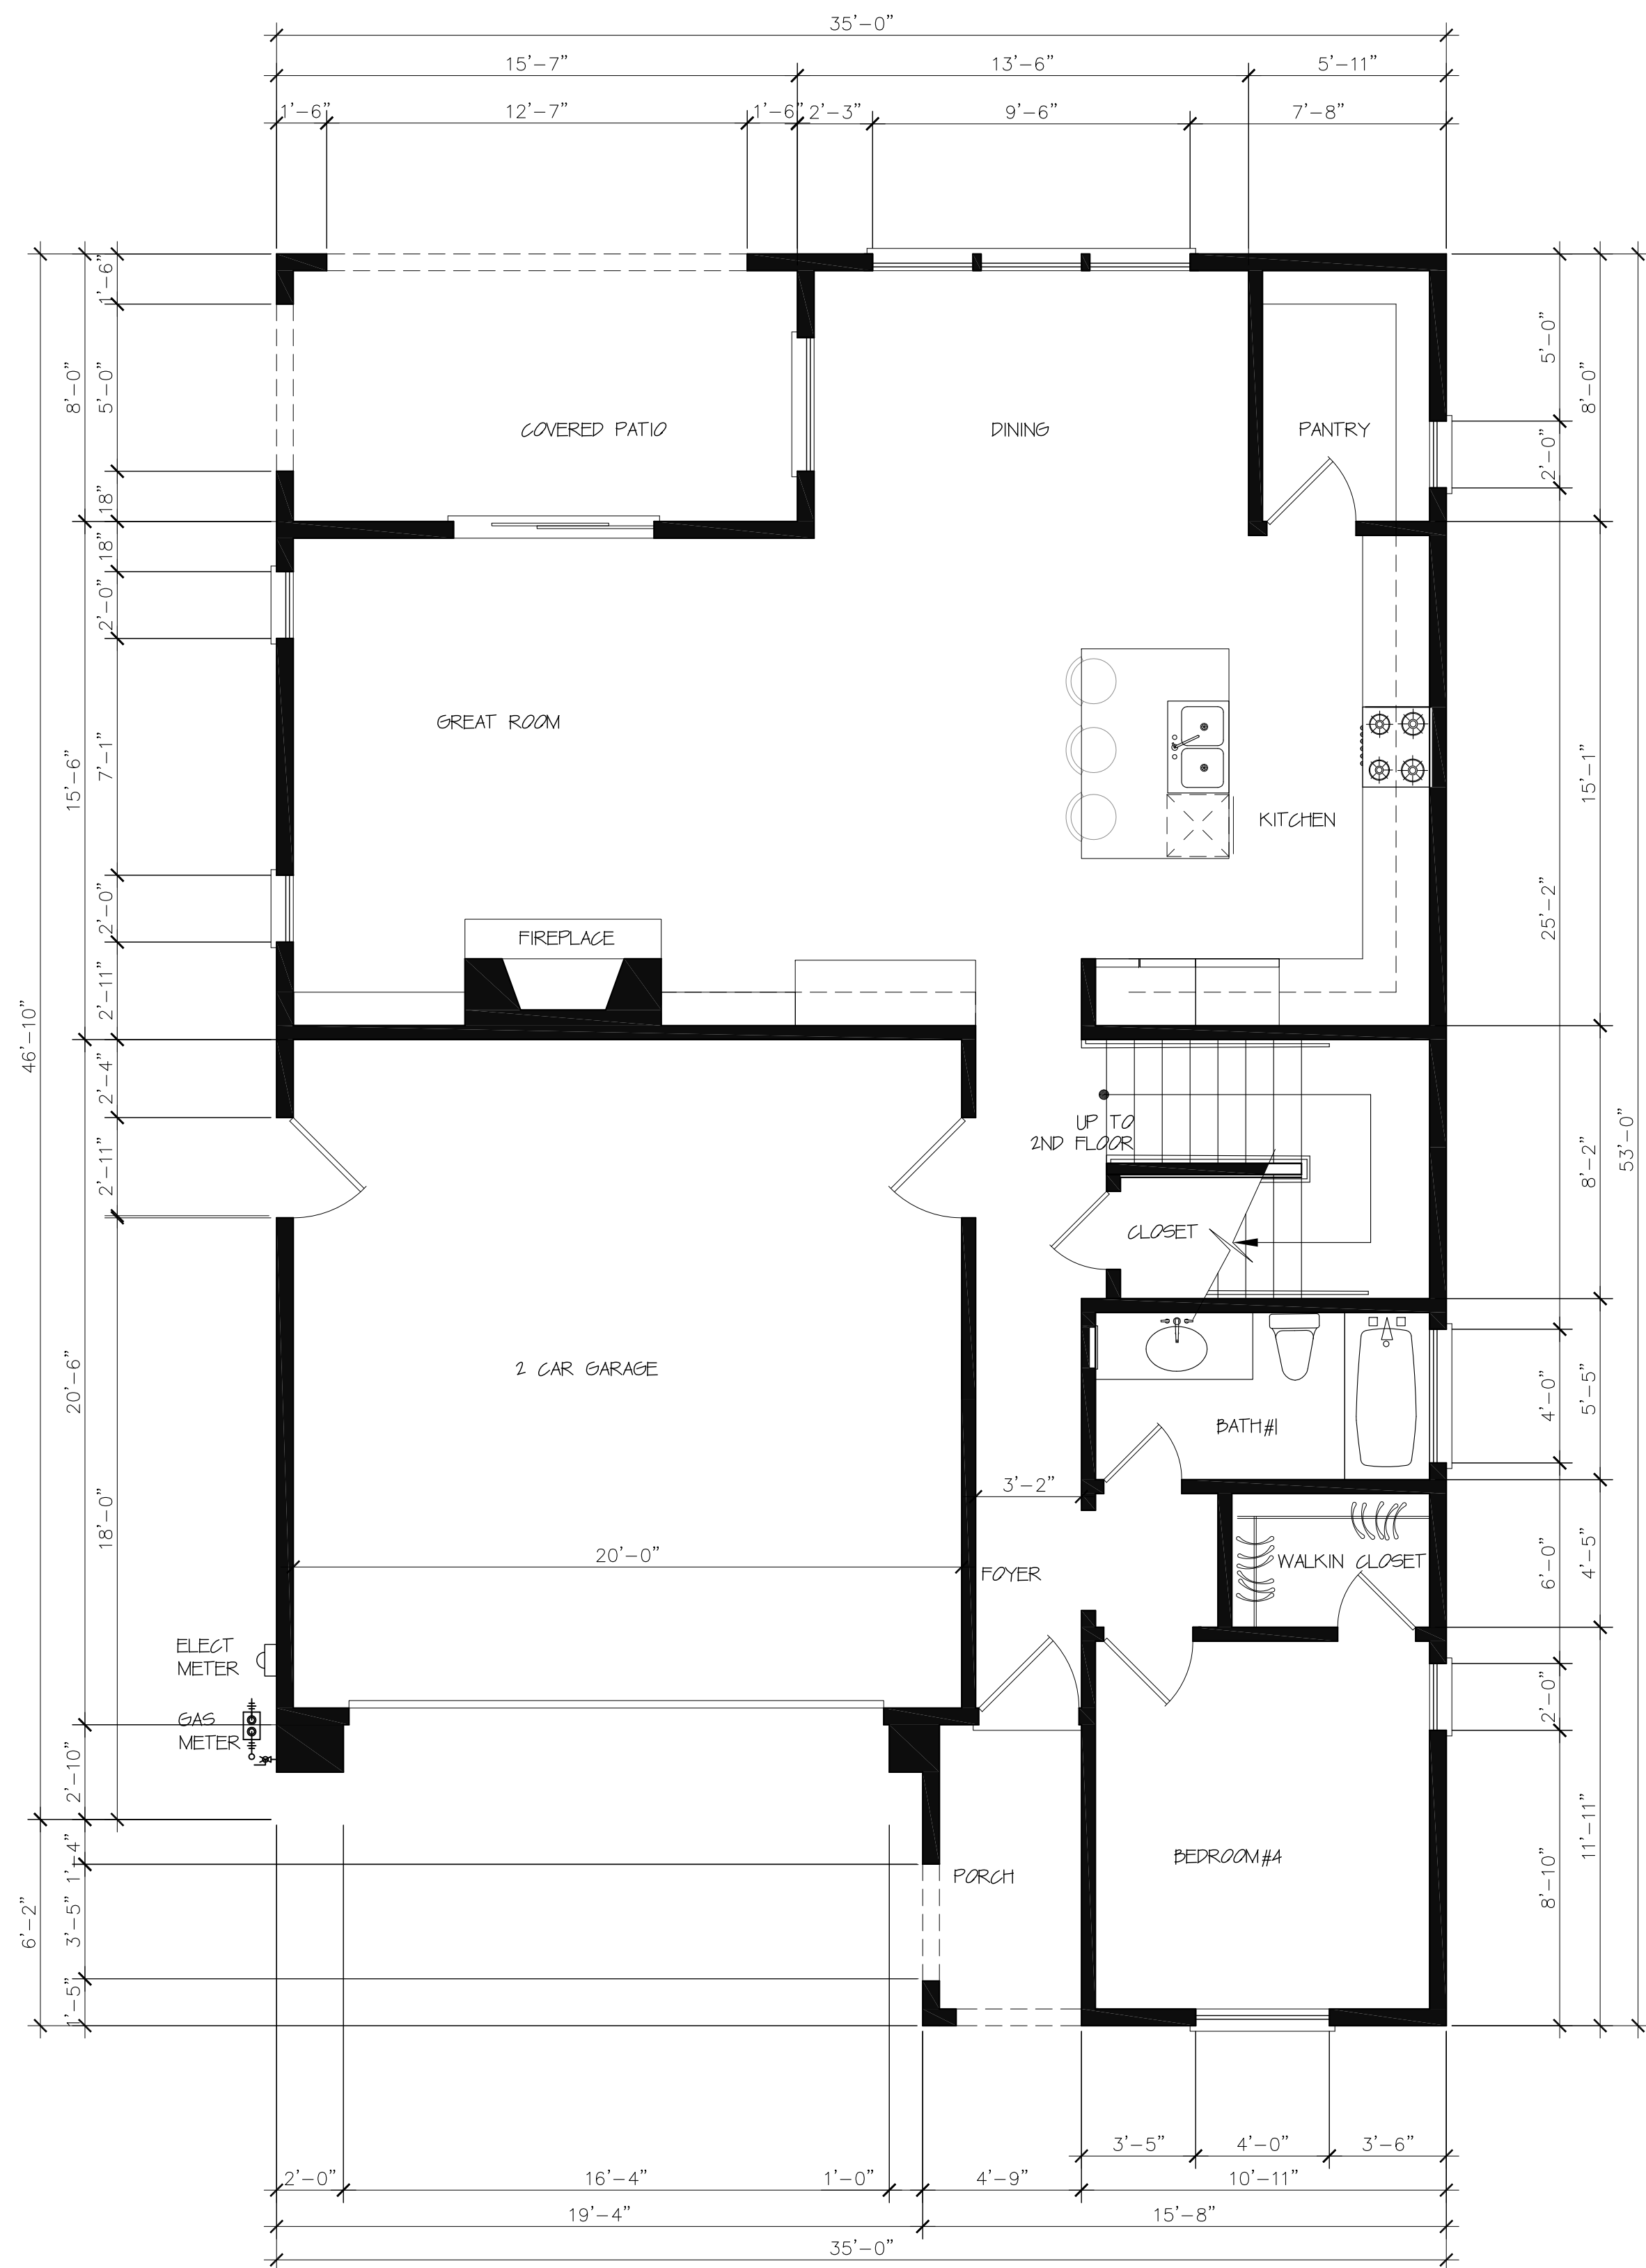 35'-0"
15'-7" 13'-6" 5'-11"
1'-6" 12'-7" 1'-6" 2'-3" 9'-6" 7'-8"
1'-6"
5'-0"
8'-0"
5'-0"
8'-0"
COVERED PATIO DINING PANTRY
2'-0"
18"
18"
2'-0"
GREAT ROOM
7'-1"
15'-6"
15'-1"
KITCHEN
2'-0"
25'-2"
FIREPLACE
2'-11"
46'-10"
2'-4"
UP TO
2ND FLOOR
53'-0"
2'-11"
8'-2"
CLOSET
2 CAR GARAGE
20'-6"
4'-0"
5'-5"
BATH#1
3'-2"
18'-0"
20'-0"
FOYER
WALKIN CLOSET
6'-0"
4'-5"
ELECT
METER
GAS
METER
2'-0"
2'-10"
11'-11"
1'-4"
BEDROOM#4
PORCH
8'-10"
6'-2"
3'-5"
1'-5"
3'-5" 4'-0" 3'-6"
2'-0" 16'-4" 1'-0" 4'-9" 10'-11"
19'-4" 15'-8"
35'-0"